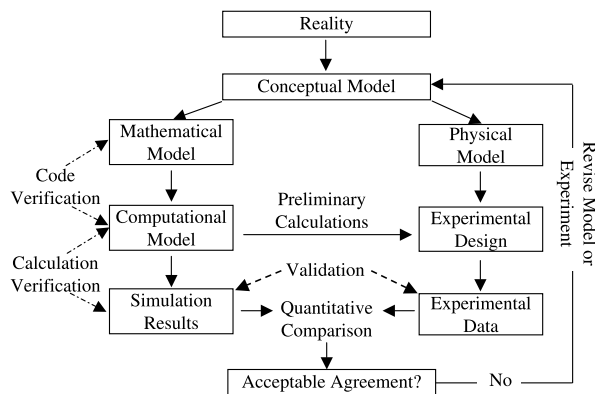 Reality
Conceptual Model
Mathematical
Model
Physical
Model
Code
Verification
Preliminary
Calculations
Computational
Model
Experimental
Design
Calculation
Verification
Validation
Simulation
Results
Quantitative
Comparison
Experimental
Data
Acceptable Agreement?
No
Revise Model or
Experiment